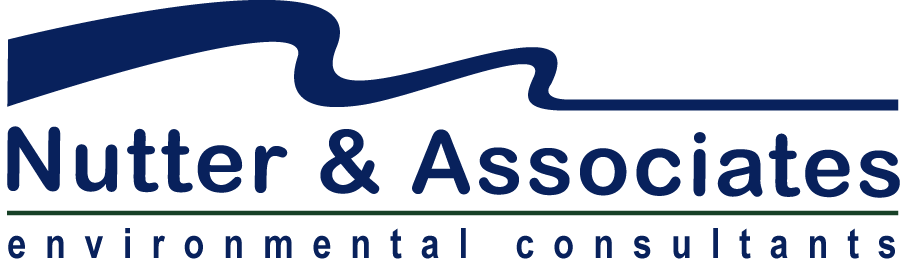 Nutter & Associates
environmental consultants